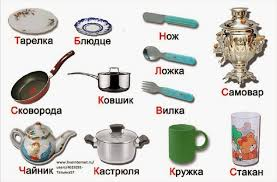 Тарелка
Блюдце
Нож
Ложка
Самовар
Сковорода
Ковшик
Вилка
Чайник
Кастрюля
Кружка
Стакан